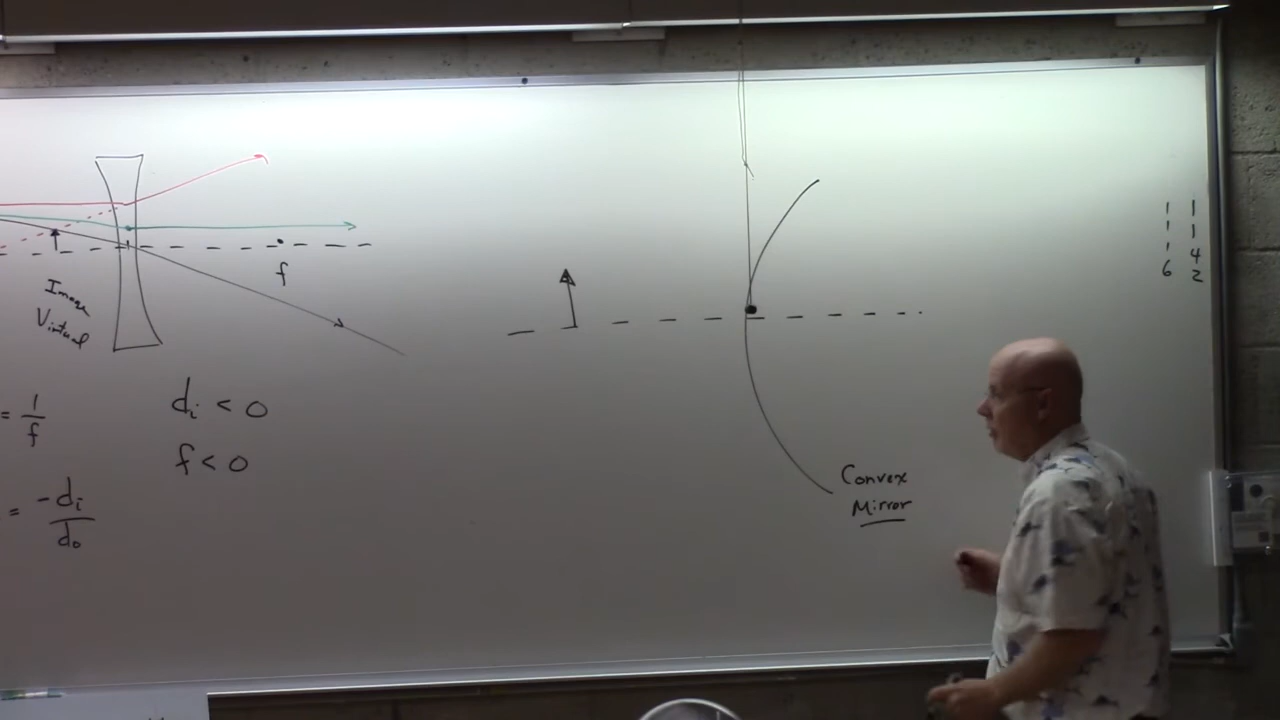 f
Image
Virtual
= 1/f
di < 0
f < 0
= -di/do
Convex
Mirror
1 1
1 1
1 4
6 2